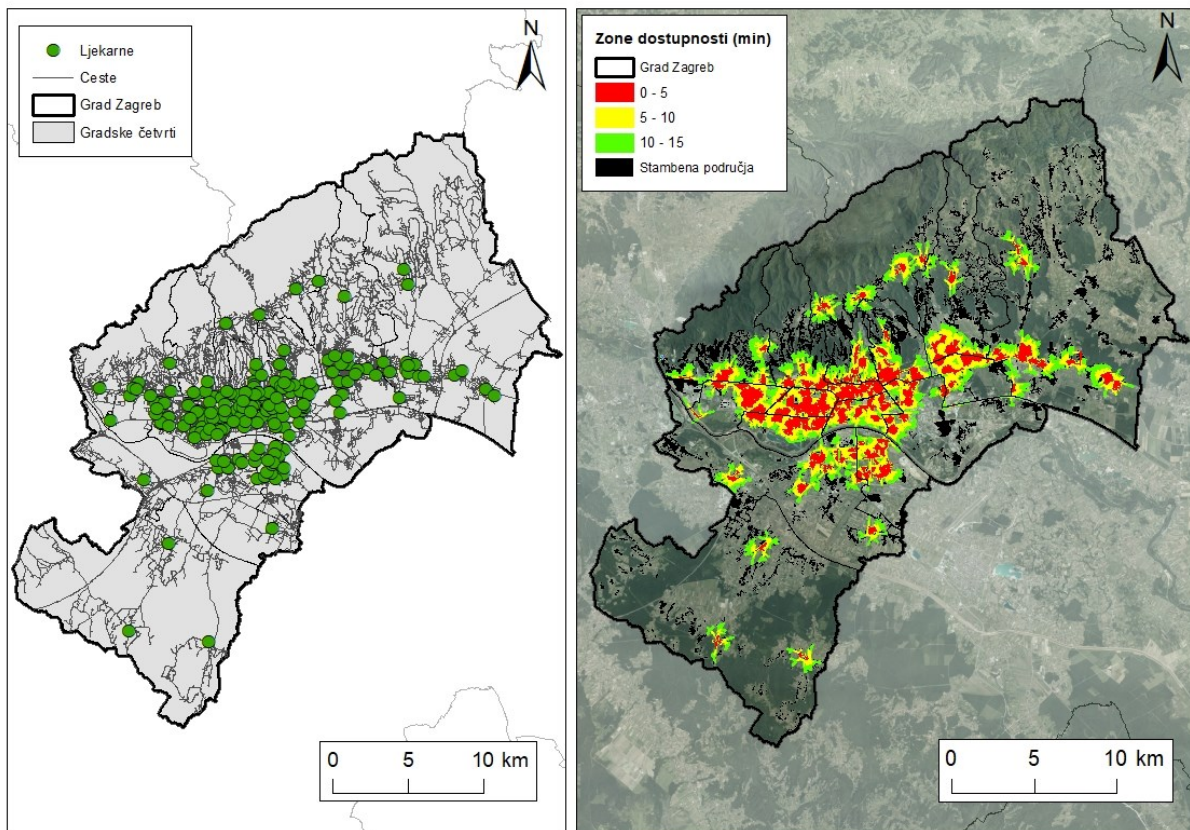 Ljekarne
Ceste
Grad Zagreb
Gradske četvrti
N
0 5 10 km
Zone dostupnosti (min)
Grad Zagreb
0 - 5
5 - 10
10 - 15
Stambena područja
N
0 5 10 km